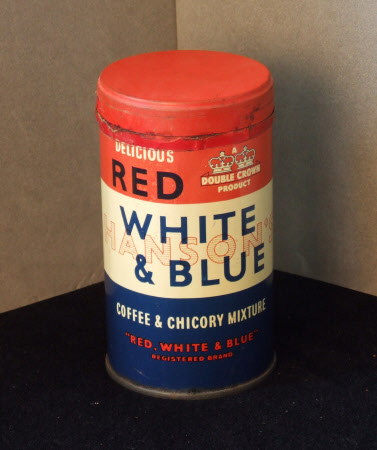 DELICIOUS
A
DOUBLE CROWN
PRODUCT
RED
WHITE
HANSON'S
& BLUE
COFFEE & CHICORY MIXTURE
"RED, WHITE & BLUE"
REGISTERED BRAND